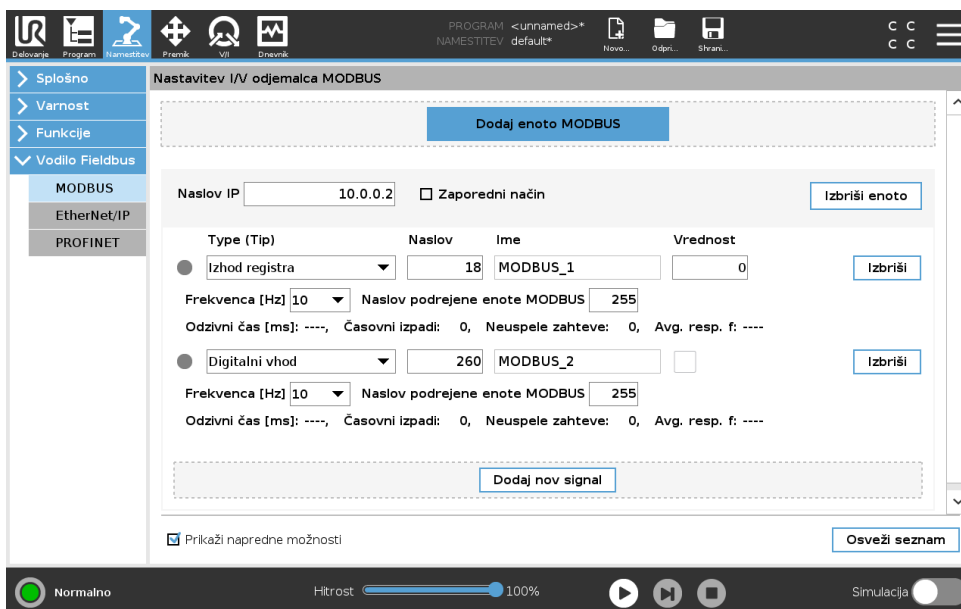 PROGRAM <unnamed>*
NAMESTITEV default*
C C
C C
Delovanje Program Namestitev Premik V/I Dnevnik Novo... Odpri... Shrani...
Splošno
Varnost
Funkcije
Vodilo Fieldbus
MODBUS
EtherNet/IP
PROFINET
Nastavitev I/V odjemalca MODBUS
Dodaj enoto MODBUS
Naslov IP 10.0.0.2 Zaporedni način Izbriši enoto
Type (Tip) Naslov Ime Vrednost
Izhod registra 18 MODBUS_1 0 Izbriši
Frekvenca [Hz] 10 Naslov podrejene enote MODBUS 255
Odzivni čas [ms]: ----, Časovni izpadi: 0, Neuspele zahteve: 0, Avg. resp. f: ----
Digitalni vhod 260 MODBUS_2 Izbriši
Frekvenca [Hz] 10 Naslov podrejene enote MODBUS 255
Odzivni čas [ms]: ----, Časovni izpadi: 0, Neuspele zahteve: 0, Avg. resp. f: ----
Dodaj nov signal
Prikaži napredne možnosti Osveži seznam
Normalno Hitrost 100% Simulacija